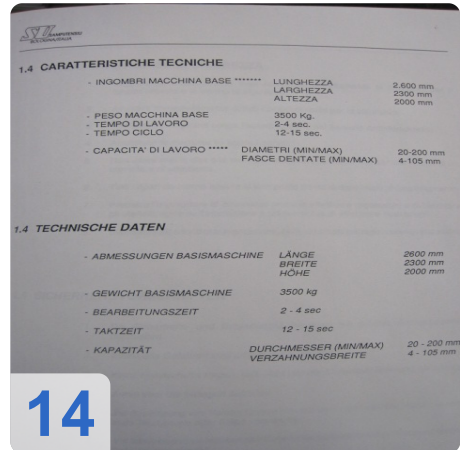 1.4 CARATTERISTICHE TECNICHE
- INGOMBRI MACCHINA BASE ******* LUNGHEZZA 2.600 mm
LARGHEZZA 2300 mm
ALTEZZA 2000 mm
- PESO MACCHINA BASE 3500 Kg.
- TEMPO DI LAVORO 2-4 sec.
- TEMPO CICLO 12-15 sec.
- CAPACITA' DI LAVORO ***** DIAMETRI (MIN/MAX) 20-200 mm
FASCE DENTATE (MIN/MAX) 4-105 mm
1.4 TECHNISCHE DATEN
- ABMESSUNGEN BASISMASCHINE LÄNGE 2600 mm
BREITE 2300 mm
HÖHE 2000 mm
- GEWICHT BASISMASCHINE 3500 kg
- BEARBEITUNGSZEIT 2 - 4 sec
- TAKTZEIT 12 - 15 sec
- KAPAZITÄT DURCHMESSER (MIN/MAX) 20 - 200 mm
VERZAHNUNGSBREITE 4 - 105 mm
14